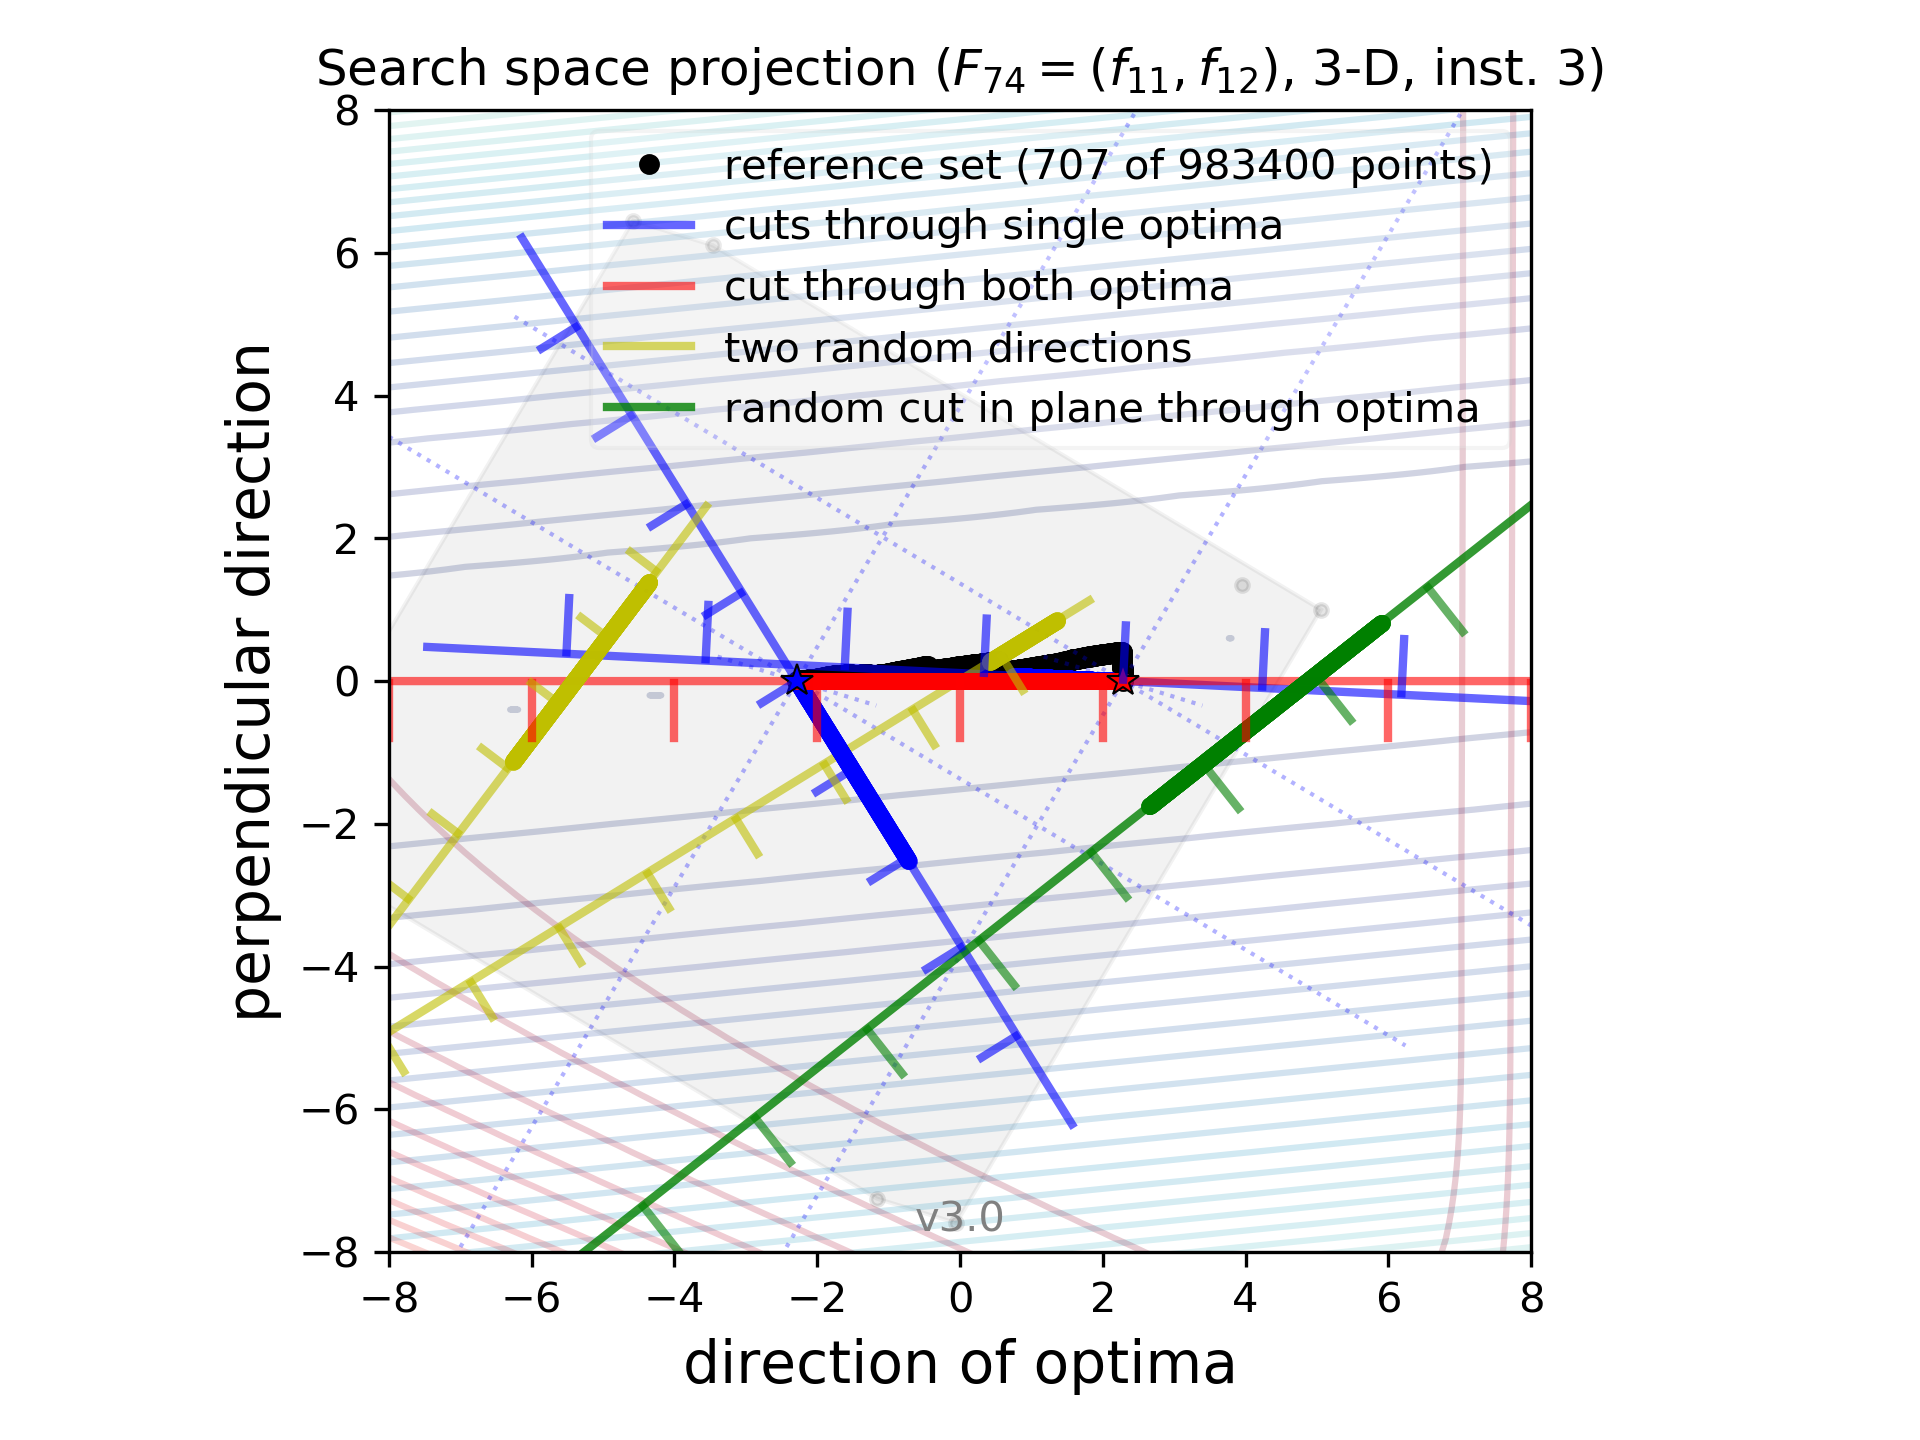 Search space projection (F₇₄ = (f₁₁, f₁₂), 3-D, inst. 3)
reference set (707 of 983400 points)
cuts through single optima
cut through both optima
two random directions
random cut in plane through optima
8
6
4
2
0
−2
−4
−6
−8
perpendicular direction
v3.0
−8 −6 −4 −2 0 2 4 6 8
direction of optima